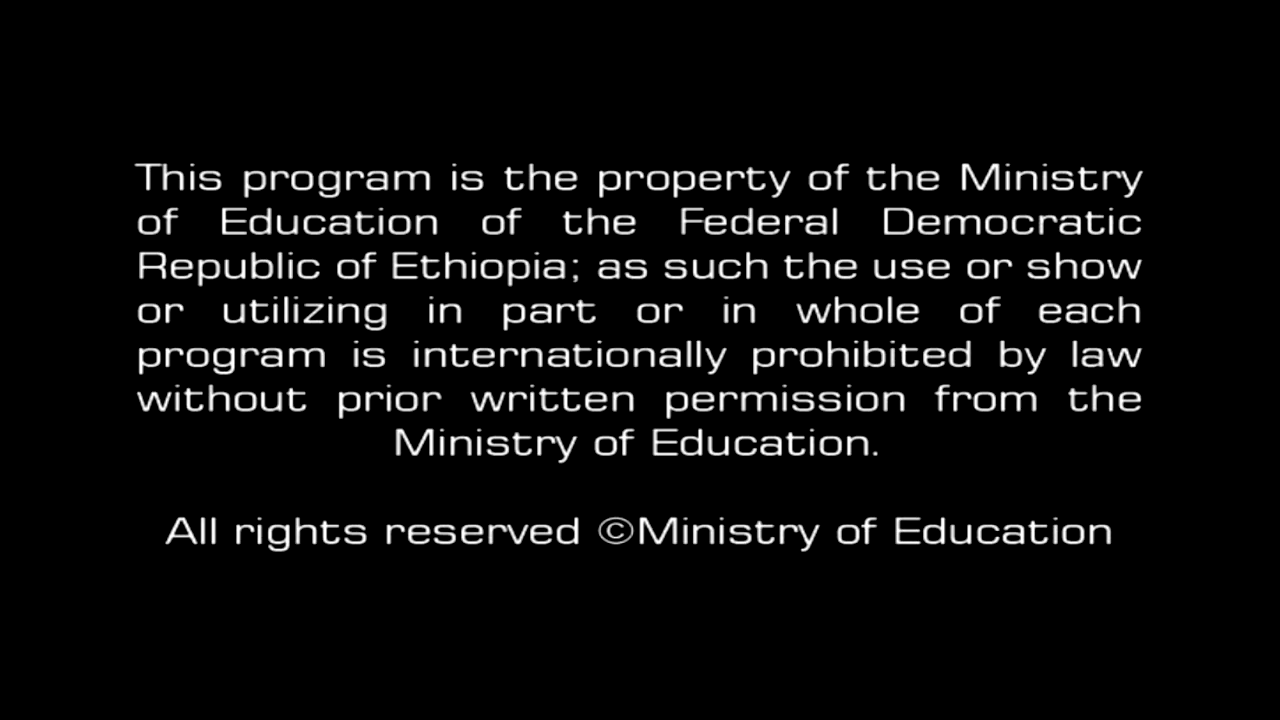 This program is the property of the Ministry
of Education of the Federal Democratic
Republic of Ethiopia; as such the use or show
or utilizing in part or in whole of each
program is internationally prohibited by law
without prior written permission from the
Ministry of Education.
All rights reserved ©Ministry of Education